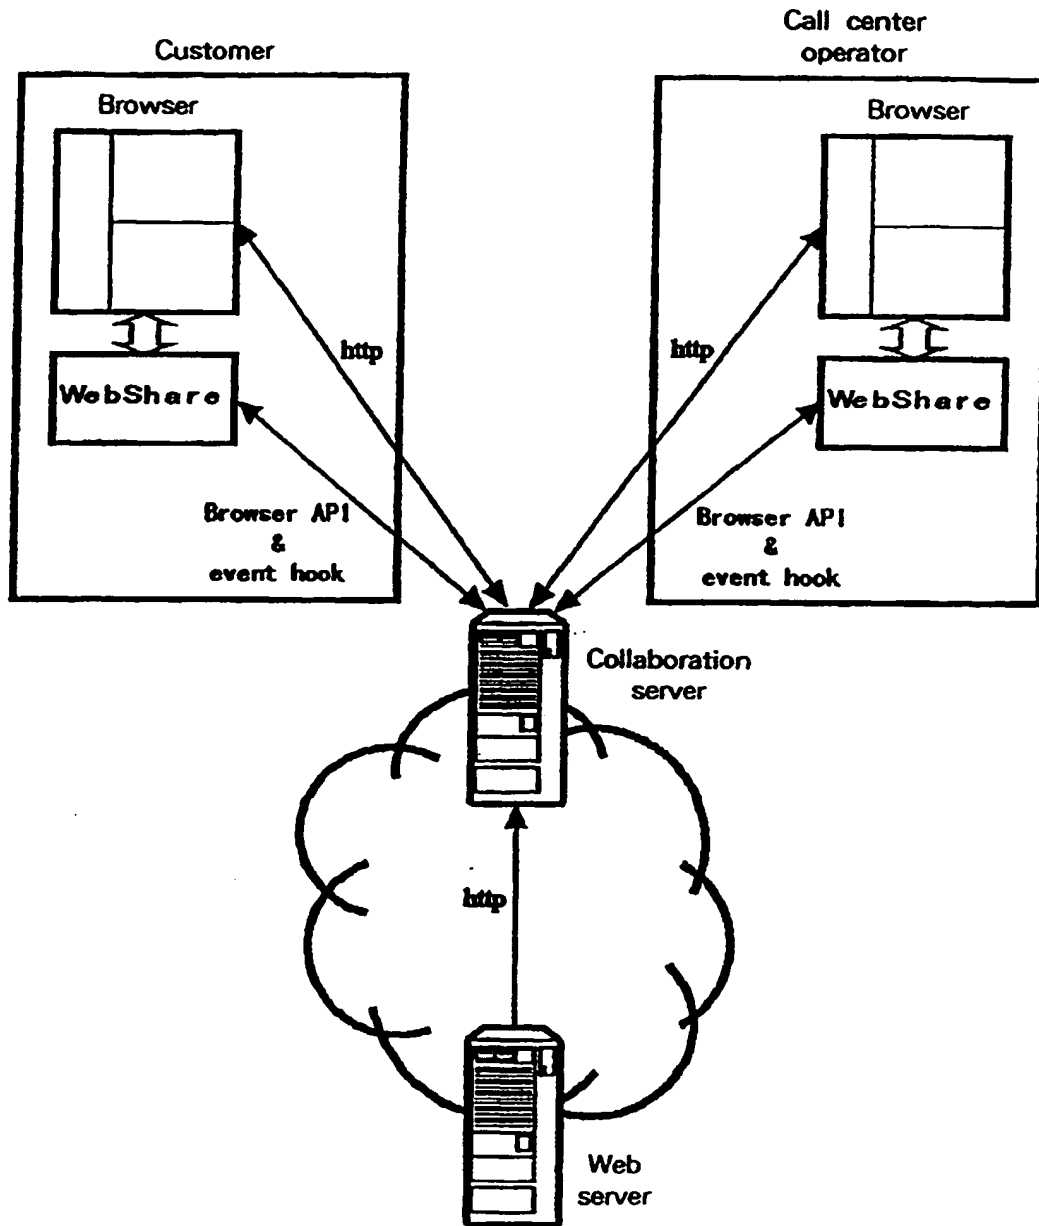 Customer
Call center
operator
Browser
Browser
http
http
WebShare
WebShare
Browser API
&
event hook
Browser API
&
event hook
Collaboration
server
http
Web
server